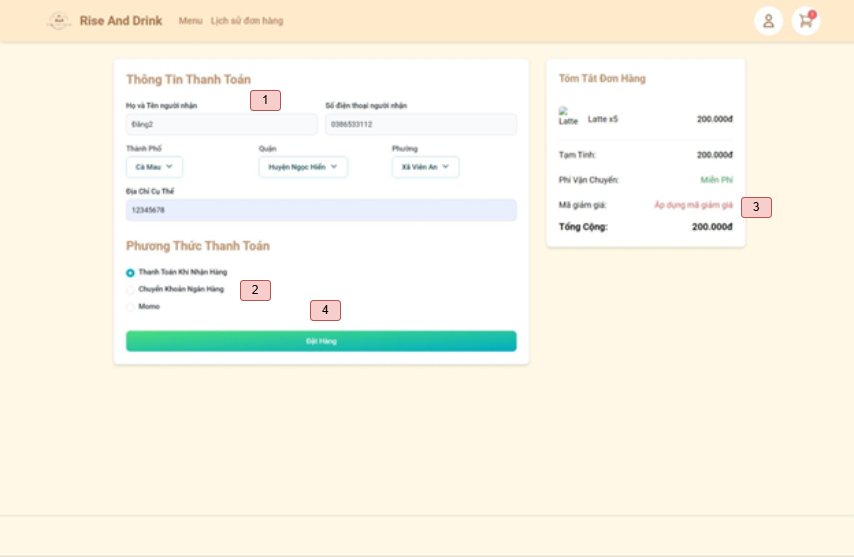 Rise And Drink
Menu
Lịch sử đơn hàng
Thông Tin Thanh Toán
1
Họ và Tên người nhận
Số điện thoại người nhận
Đăng2
0386533112
Thành Phố
Quận
Phường
Cà Mau
Huyện Ngọc Hiển
Xã Viên An
Địa Chỉ Cụ Thể
12345678
Phương Thức Thanh Toán
Thanh Toán Khi Nhận Hàng
Chuyển Khoản Ngân Hàng
2
Momo
4
Đặt Hàng
Tóm Tắt Đơn Hàng
Latte
Latte x5
200.000đ
Tạm Tính:
200.000đ
Phí Vận Chuyển:
Miễn Phí
Mã giảm giá:
Áp dụng mã giảm giá
3
Tổng Cộng:
200.000đ